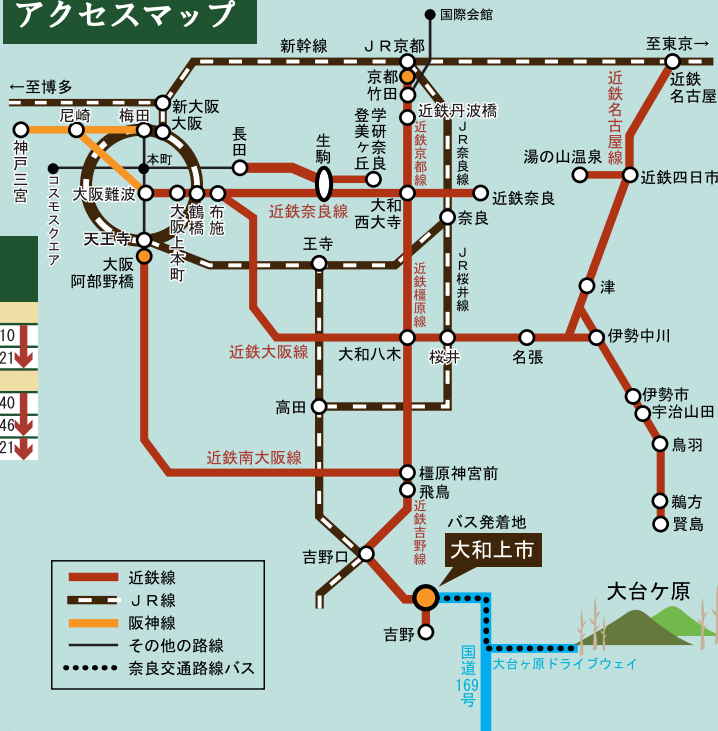 アクセスマップ
国際会館
新幹線
ＪＲ京都
至東京→
←至博多
京都
竹田
近鉄
名古屋
新大阪
大阪
尼崎
梅田
長田
生駒
登美ヶ丘
学研奈良
近鉄丹波橋
近鉄京都線
ＪＲ奈良線
近鉄名古屋線
湯の山温泉
神戸三宮
本町
コスモスクエア
大阪難波
大阪上本町
鶴橋
布施
近鉄奈良線
大和
西大寺
近鉄奈良
近鉄四日市
奈良
天王寺
大阪
阿部野橋
王寺
近鉄橿原線
ＪＲ桜井線
津
10
21
近鉄大阪線
大和八木
桜井
名張
伊勢中川
40
46
21
高田
伊勢市
宇治山田
近鉄南大阪線
橿原神宮前
飛鳥
鳥羽
近鉄吉野線
バス発着地
大和上市
鵜方
賢島
吉野口
近鉄線
ＪＲ線
阪神線
その他の路線
奈良交通路線バス
大台ケ原
吉野
国道169号
大台ヶ原ドライブウェイ